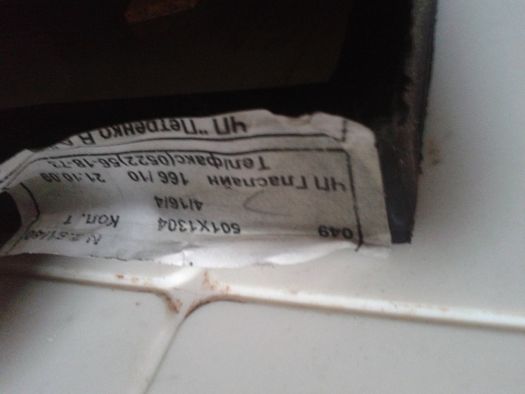 049 501X1304 Кол. 1
4/16/4
ЧП Гласлайн 166/10 21.10.09
Тел/факс(0522)56-18-73
ЧП "Петренко В